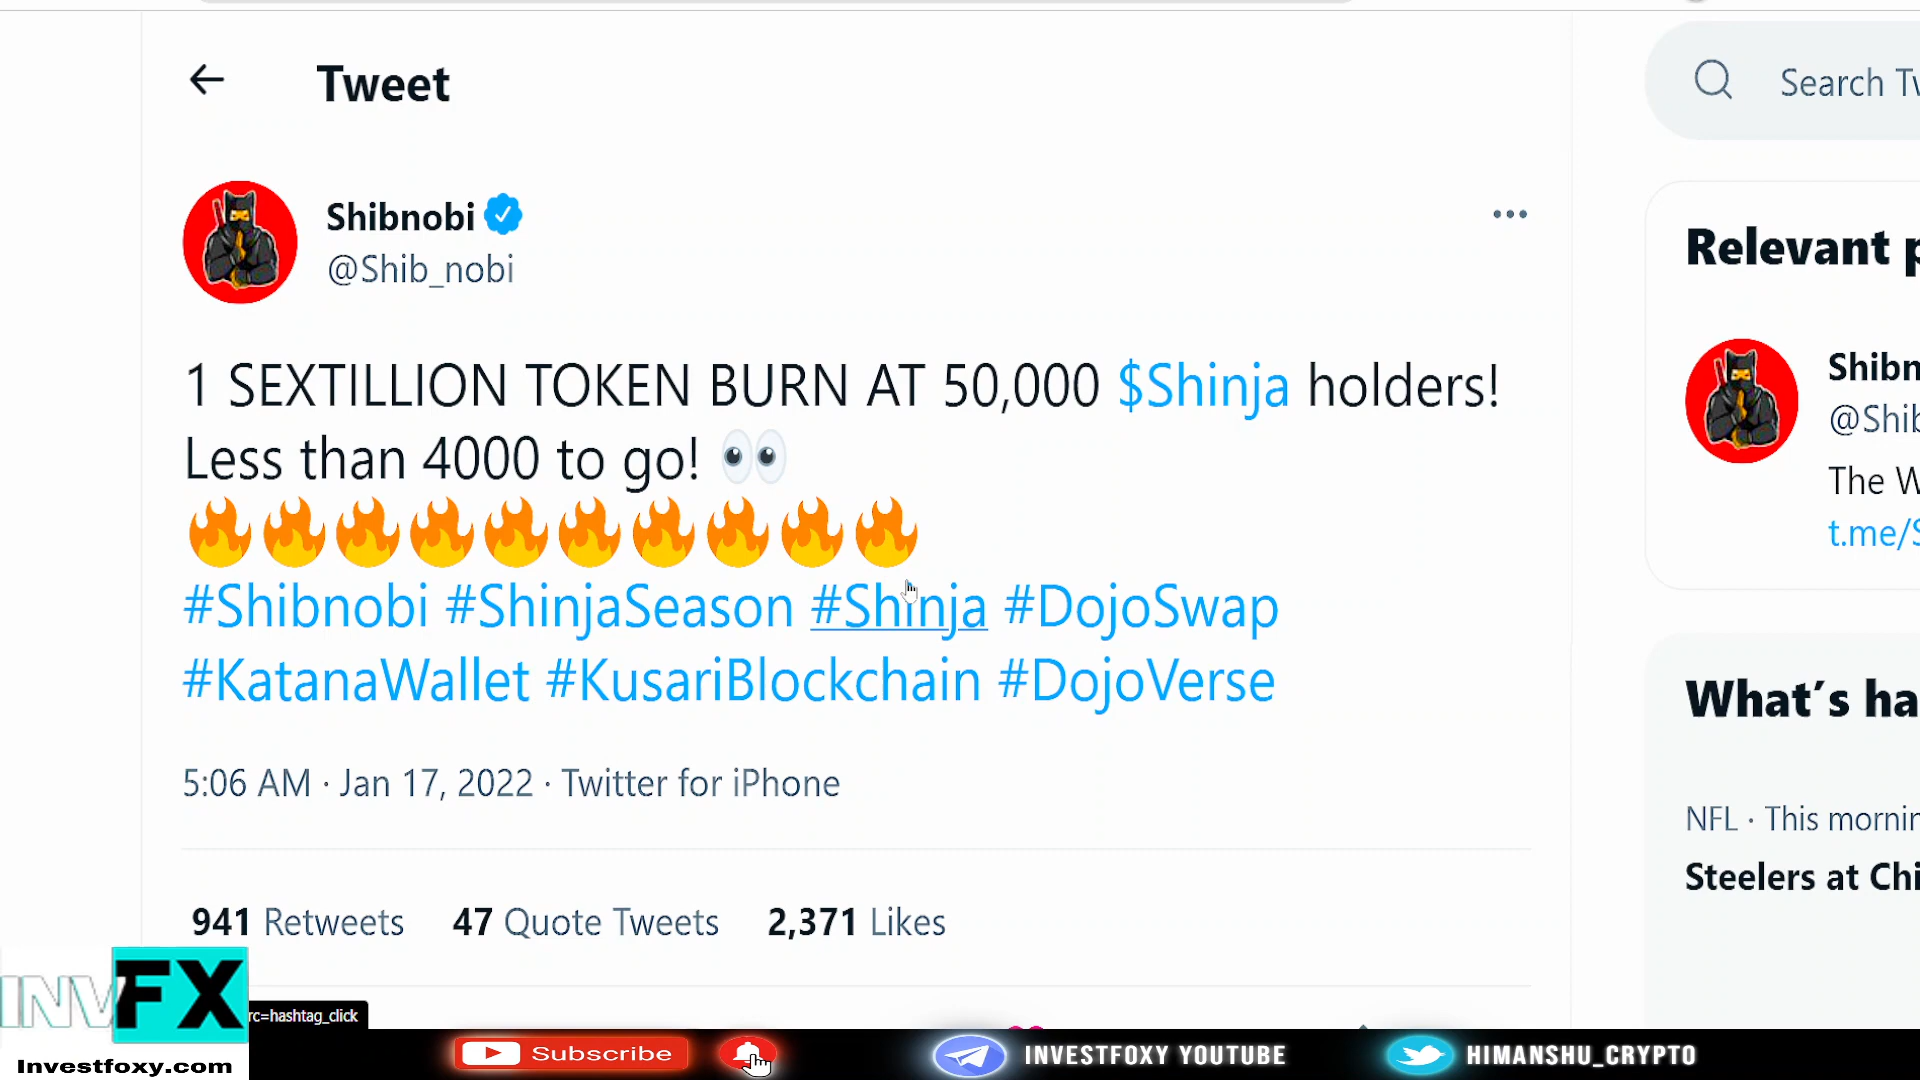 Tweet
Search Tw
Shibnobi
@Shib_nobi
1 SEXTILLION TOKEN BURN AT 50,000 $Shinja holders!
Less than 4000 to go! 👀
🔥🔥🔥🔥🔥🔥🔥🔥🔥🔥
#Shibnobi #ShinjaSeason #Shinja #DojoSwap
#KatanaWallet #KusariBlockchain #DojoVerse
5:06 AM · Jan 17, 2022 · Twitter for iPhone
941 Retweets 47 Quote Tweets 2,371 Likes
Relevant p
Shibn
@Shib
The W
t.me/S
What's ha
NFL · This mornin
Steelers at Chi
INVFX
rc=hashtag_click
Investfoxy.com
Subscribe
INVESTFOXY YOUTUBE
HIMANSHU_CRYPTO